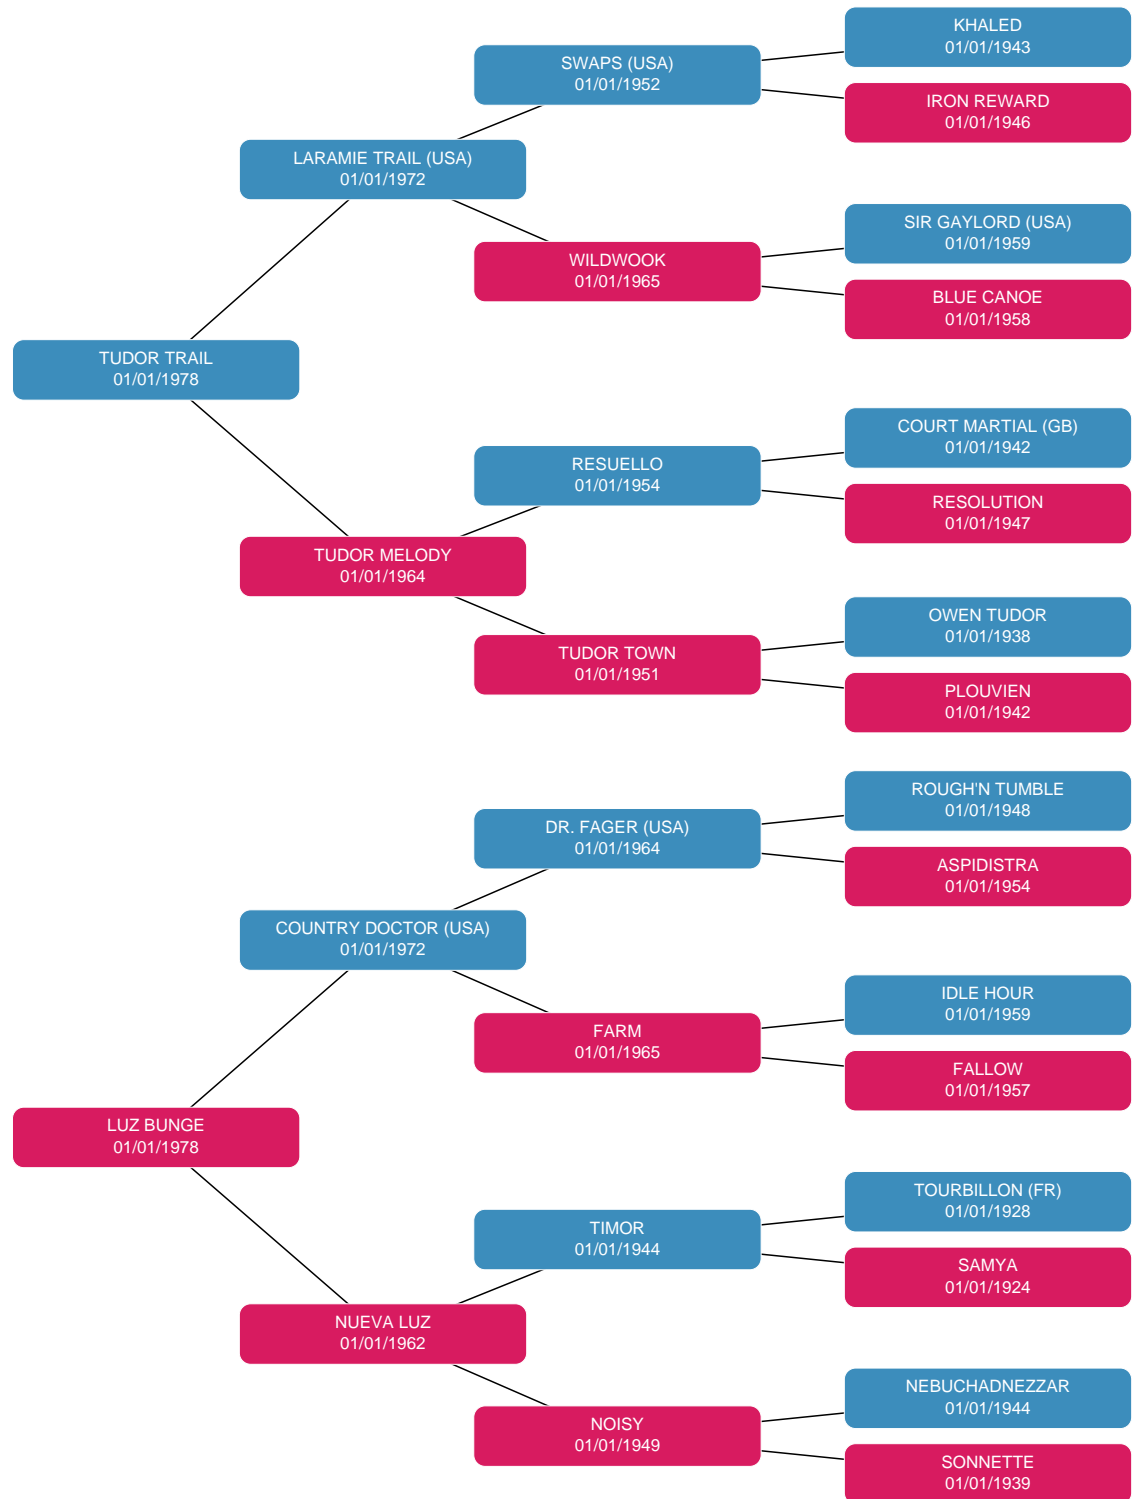 KHALED
01/01/1943
SWAPS (USA)
01/01/1952
IRON REWARD
01/01/1946
LARAMIE TRAIL (USA)
01/01/1972
SIR GAYLORD (USA)
01/01/1959
WILDWOOK
01/01/1965
BLUE CANOE
01/01/1958
TUDOR TRAIL
01/01/1978
COURT MARTIAL (GB)
01/01/1942
RESUELLO
01/01/1954
RESOLUTION
01/01/1947
TUDOR MELODY
01/01/1964
OWEN TUDOR
01/01/1938
TUDOR TOWN
01/01/1951
PLOUVIEN
01/01/1942
ROUGH'N TUMBLE
01/01/1948
DR. FAGER (USA)
01/01/1964
ASPIDISTRA
01/01/1954
COUNTRY DOCTOR (USA)
01/01/1972
IDLE HOUR
01/01/1959
FARM
01/01/1965
FALLOW
01/01/1957
LUZ BUNGE
01/01/1978
TOURBILLON (FR)
01/01/1928
TIMOR
01/01/1944
SAMYA
01/01/1924
NUEVA LUZ
01/01/1962
NEBUCHADNEZZAR
01/01/1944
NOISY
01/01/1949
SONNETTE
01/01/1939